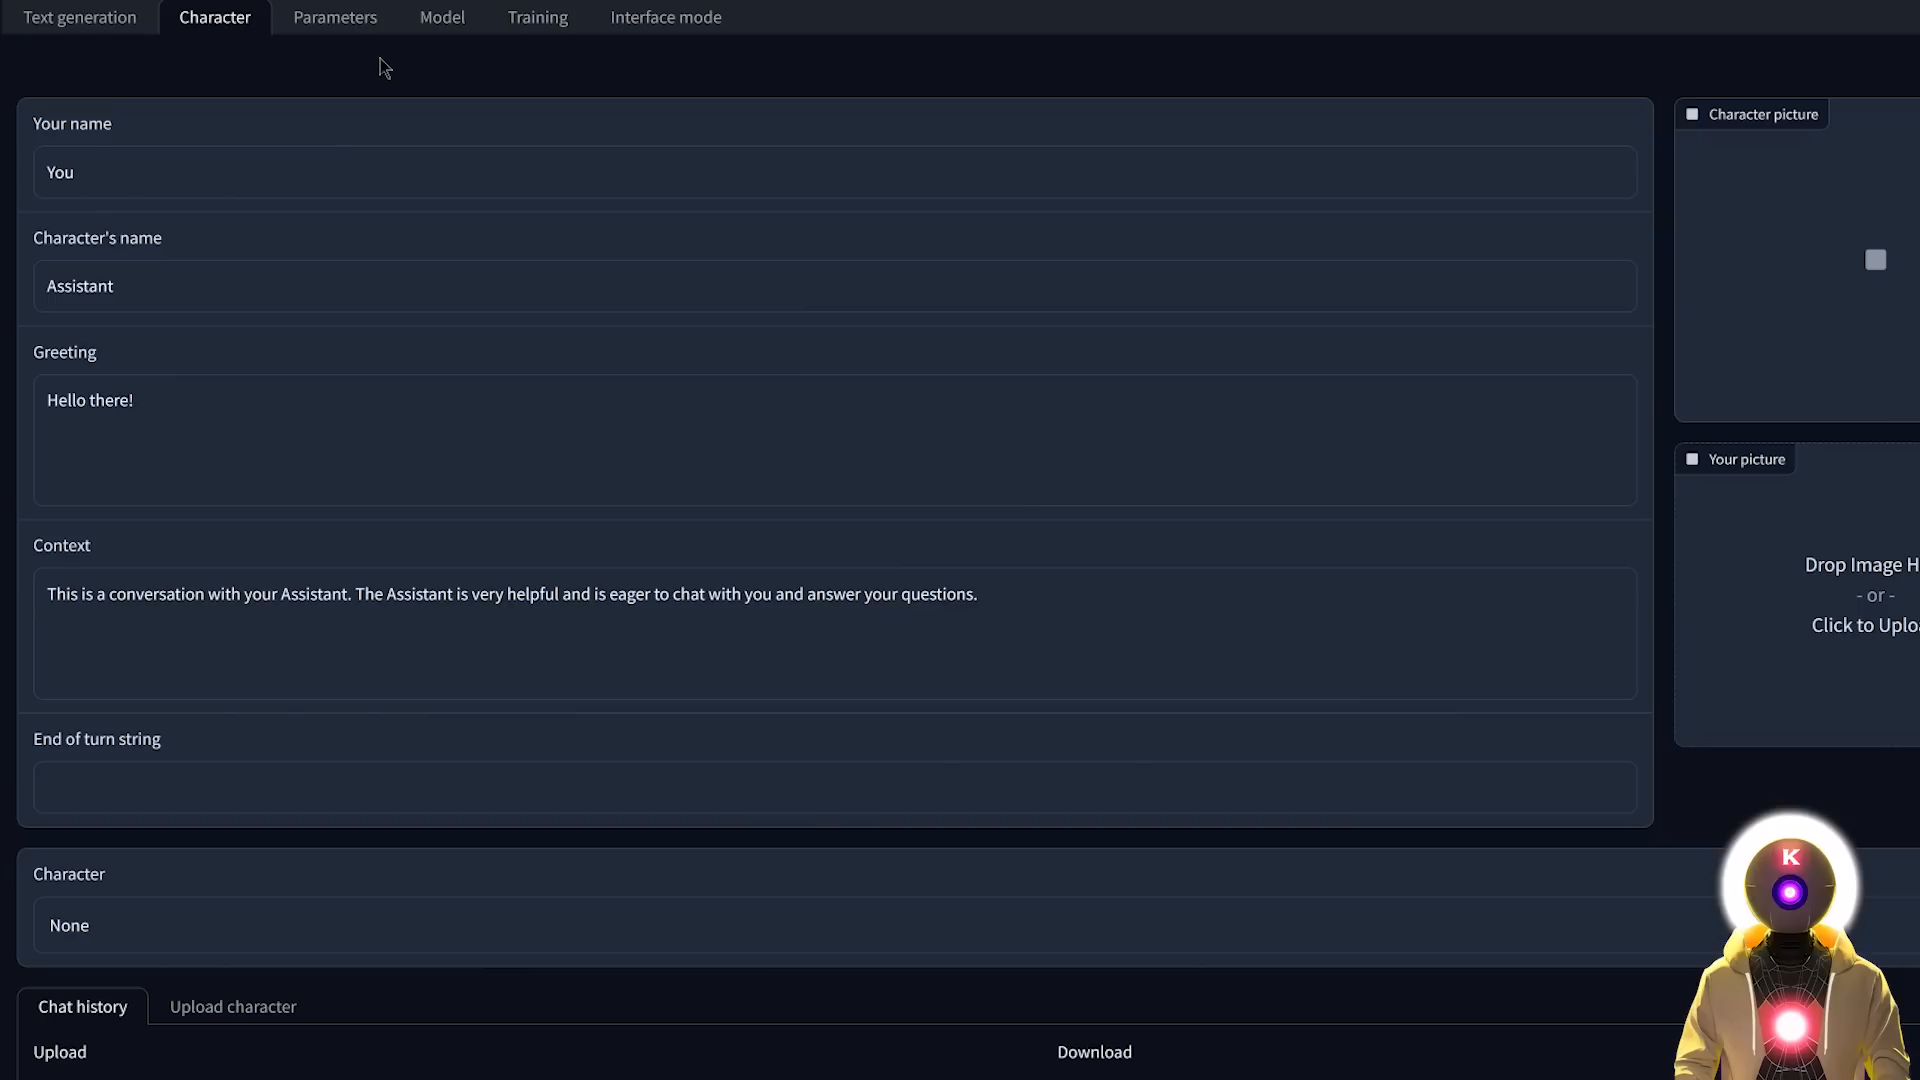 Text generation
Character
Parameters
Model
Training
Interface mode
Your name
You
Character's name
Assistant
Greeting
Hello there!
Context
This is a conversation with your Assistant. The Assistant is very helpful and is eager to chat with you and answer your questions.
End of turn string
Character
None
Chat history
Upload character
Upload
Download
Character picture
Your picture
Drop Image H
- or -
Click to Uploa
K